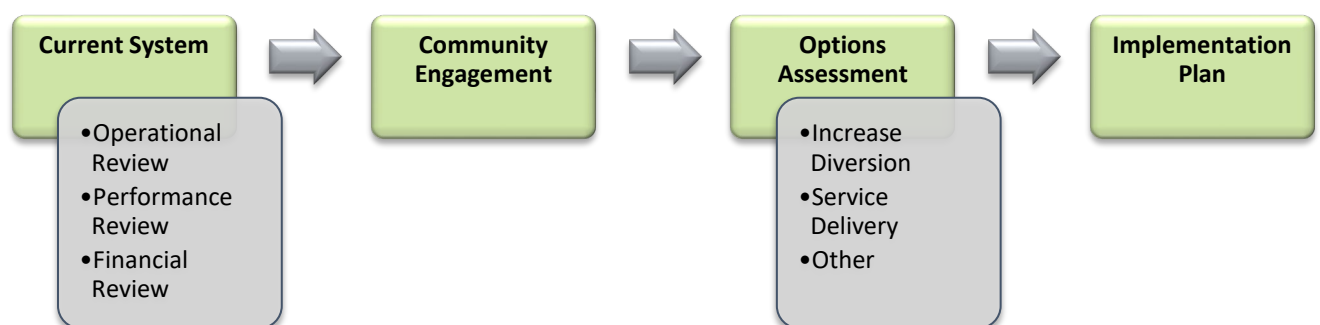 Current System
•Operational
Review
•Performance
Review
•Financial
Review
Community
Engagement
Options
Assessment
•Increase
Diversion
•Service
Delivery
•Other
Implementation
Plan